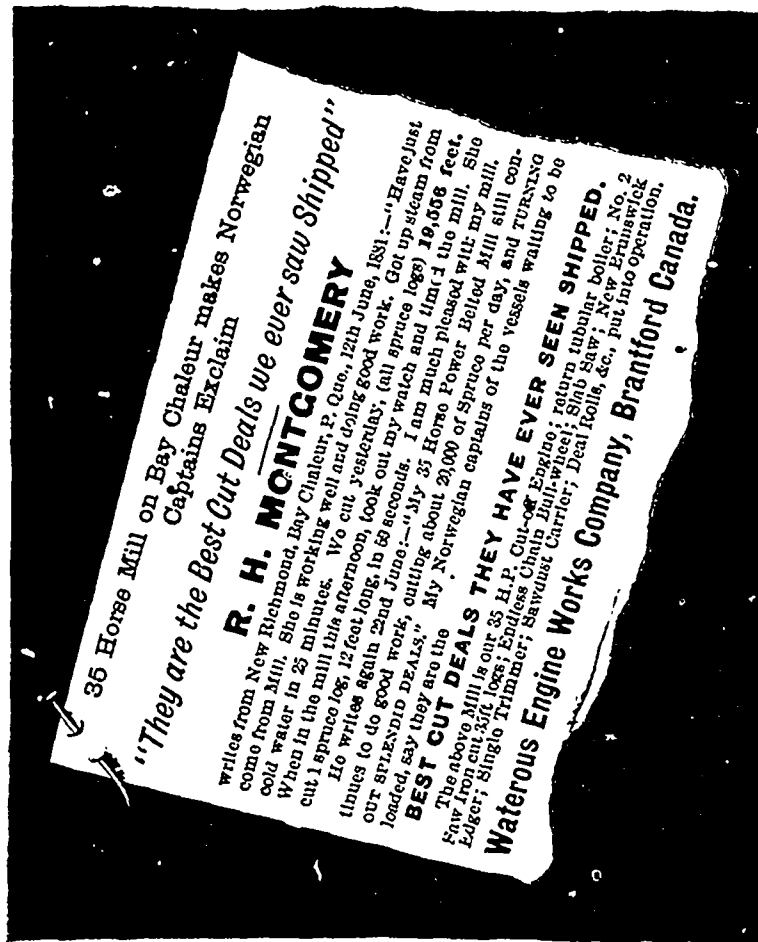 35 Horse Mill on Bay Chaleur makes Norwegian
Captains Exclaim
"They are the Best Cut Deals we ever saw Shipped"
R. H. MONTGOMERY
writes from New Richmond, Bay Chaleur, P. Que., 12th June, 1881:—"Have just
come from Mill. She is working well and doing good work. Got up steam from
cold water in 25 minutes. We cut yesterday, (all spruce logs) 19,556 feet.
When in the mill this afternoon, took out my watch and timed the mill. She
cut 1 spruce log, 12 feet long, in 59 seconds. I am much pleased with my mill.
He writes again 22nd June:—"My 35 Horse Power Belted Mill still con-
tinues to do good work, cutting about 20,000 of Spruce per day, and TURNING
OUT SPLENDID DEALS." My Norwegian captains of the vessels waiting to be
loaded, say they are the
BEST CUT DEALS THEY HAVE EVER SEEN SHIPPED.
The above Mill is our 35 H.P. Cut-off Engine; return tubular boiler; No. 2
Saw Iron cut 35ft logs; Endless Chain Bull-wheel; Slab Saw; New Brunswick
Edger; Single Trimmer; Sawdust Carrier; Deal Rolls, &c., put into operation.
Waterous Engine Works Company, Brantford Canada.